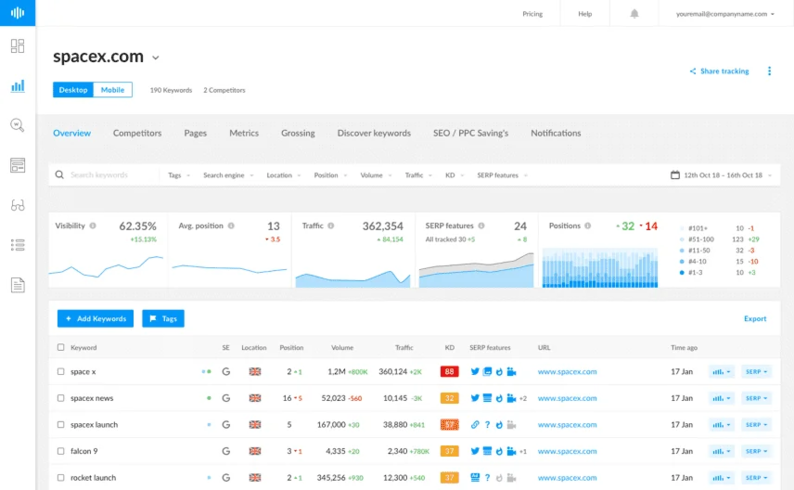 Pricing Help youremail@companyname.com
spacex.com
Share tracking
Desktop Mobile 190 Keywords 2 Competitors
Overview Competitors Pages Metrics Grossing Discover keywords SEO / PPC Saving's Notifications
Search keywords Tags Search engine Location Position Volume Traffic KD SERP features 12th Oct 18 – 16th Oct 18
Visibility 62.35% Avg. position 13 Traffic 362,354 SERP features 24 Positions 32 14
+15.13% 3.5 + 84,154 All tracked 30 +5 + 8
#101+ 10 -1
#51-100 123 +29
#11-50 32 -3
#4-10 15 -10
#1-3 10 +3
+ Add Keywords Tags Export
Keyword SE Location Position Volume Traffic KD SERP features URL Time ago
space x G 2 1 1,2M +800K 360,124 +2K 88 www.spacex.com 17 Jan SERP
spacex news G 16 5 52,023 -560 10,145 -3K 32 +2 www.spacex.com 17 Jan SERP
spacex launch G 5 167,000 +30 38,880 +841 57 www.spacex.com 17 Jan SERP
falcon 9 G 3 1 4,335 +20 2,340 +780K 37 +1 www.spacex.com 17 Jan SERP
rocket launch G 2 1 345,256 +930 12,300 +540 37 www.spacex.com 17 Jan SERP